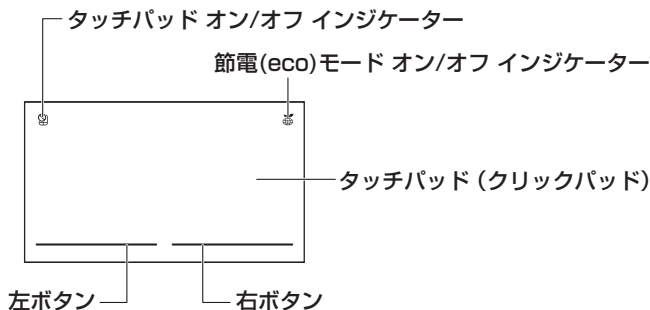 タッチパッド オン/オフ インジケーター
節電(eco)モード オン/オフ インジケーター
タッチパッド（クリックパッド）
左ボタン
右ボタン